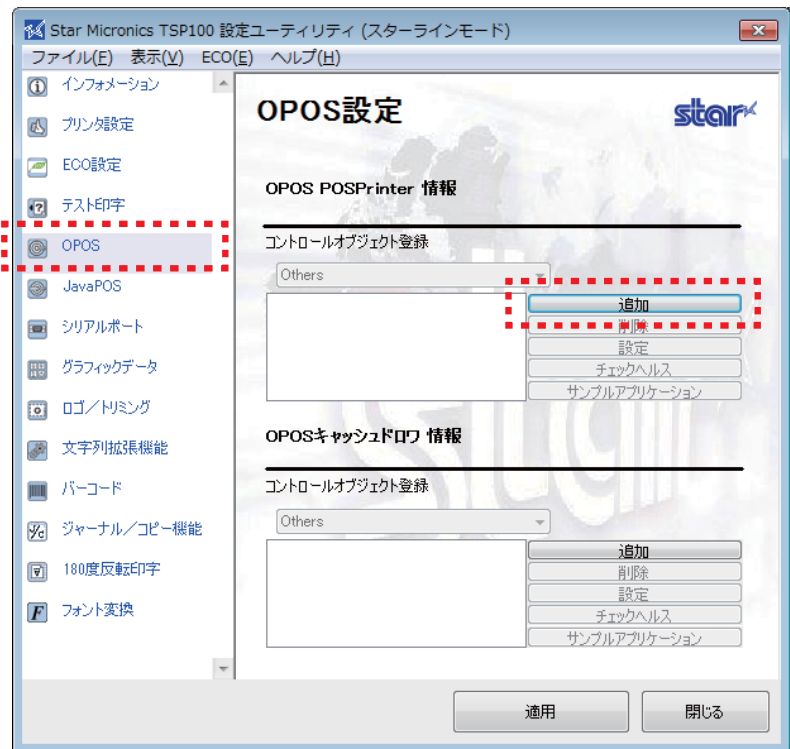 Star Micronics TSP100 設定ユーティリティ (スターラインモード)
ファイル(F) 表示(V) ECO(E) ヘルプ(H)
インフォメーション
プリンタ設定
ECO設定
テスト印字
OPOS
JavaPOS
シリアルポート
グラフィックデータ
ロゴ／トリミング
文字列拡張機能
バーコード
ジャーナル／コピー機能
180度反転印字
フォント変換
OPOS設定
star
OPOS POSPrinter 情報
コントロールオブジェクト登録
Others
追加
削除
設定
チェックヘルス
サンプルアプリケーション
OPOSキャッシュドロワ 情報
コントロールオブジェクト登録
Others
追加
削除
設定
チェックヘルス
サンプルアプリケーション
適用
閉じる